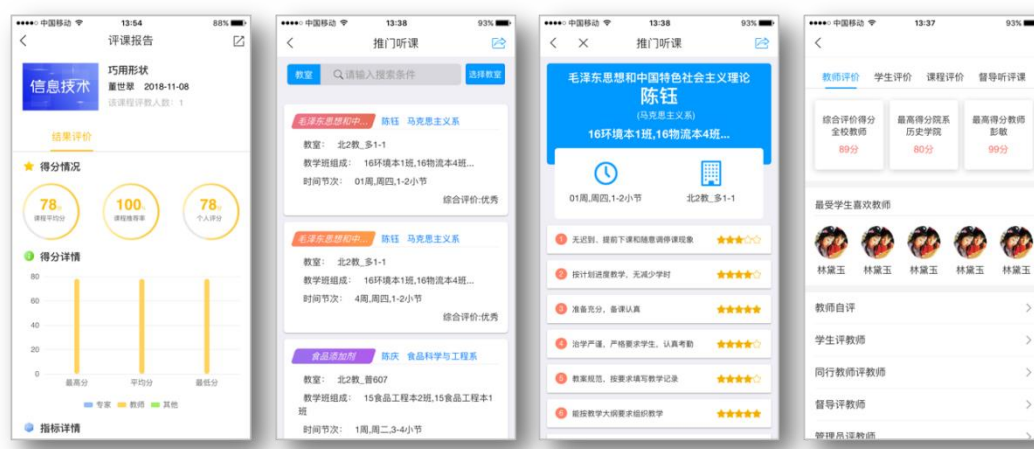 中国移动 13:54 88%
评课报告
信息技术
巧用形状
董世翠 2018-11-08
该课程评教人数：1
结果评价
得分情况
78分
课程平均分
100%
课程推荐率
78分
个人评分
得分详情
80
60
40
20
0
最高分 平均分 最低分
专家 教师 其他
指标详情
中国移动 13:38 93%
推门听课
教室 请输入搜索条件 选择教室
毛泽东思想和中... 陈钰 马克思主义系
教室： 北2教_多1-1
教学班组成： 16环境本1班,16物流本4班...
时间节次： 01周,周四,1-2小节
综合评价:优秀
毛泽东思想和中... 陈钰 马克思主义系
教室： 北2教_多1-1
教学班组成： 16环境本1班,16物流本4班...
时间节次： 4周,周四,1-2小节
综合评价:优秀
食品添加剂 陈庆 食品科学与工程系
教室： 北2教_普607
教学班组成： 15食品工程本2班,15食品工程本1
班
时间节次： 1周,周二,3-4小节
中国移动 13:38 93%
推门听课
毛泽东思想和中国特色社会主义理论
陈钰
(马克思主义系)
16环境本1班,16物流本4班...
01周,周四,1-2小节
北2教_多1-1
1 无迟到、提前下课和随意调停课现象
2 按计划进度教学、无减少学时
3 准备充分，备课认真
4 治学严谨、严格要求学生、认真考勤
5 教案规范、按要求填写教学记录
6 能按教学大纲要求组织教学
中国移动 13:37 93%
教师评价 学生评价 课程评价 督导听评课
综合评价得分
全校教师
89分
最高得分院系
历史学院
80分
最高得分教师
彭敏
99分
最受学生喜欢教师
林黛玉 林黛玉 林黛玉 林黛玉 林黛玉
教师自评
学生评教师
同行教师评教师
督导评教师
管理员评教师